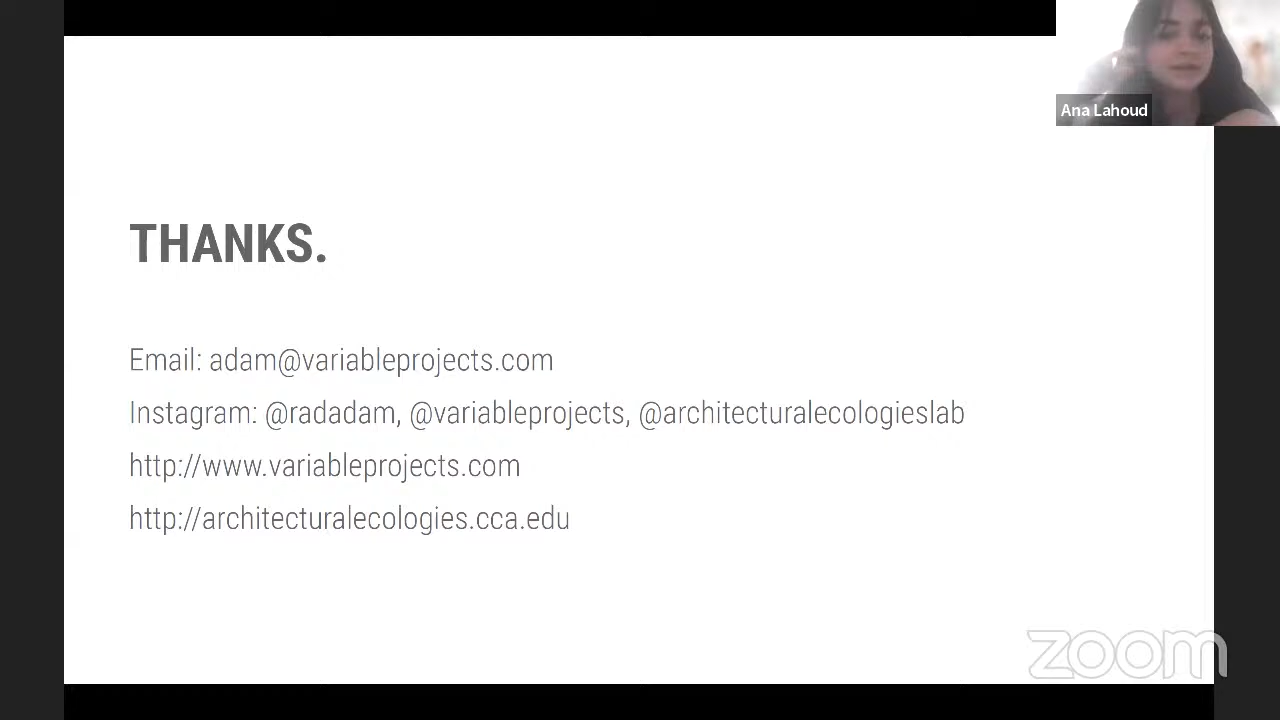 Ana Lahoud
THANKS.
Email: adam@variableprojects.com
Instagram: @radadam, @variableprojects, @architecturalecologieslab
http://www.variableprojects.com
http://architecturalecologies.cca.edu
zoom